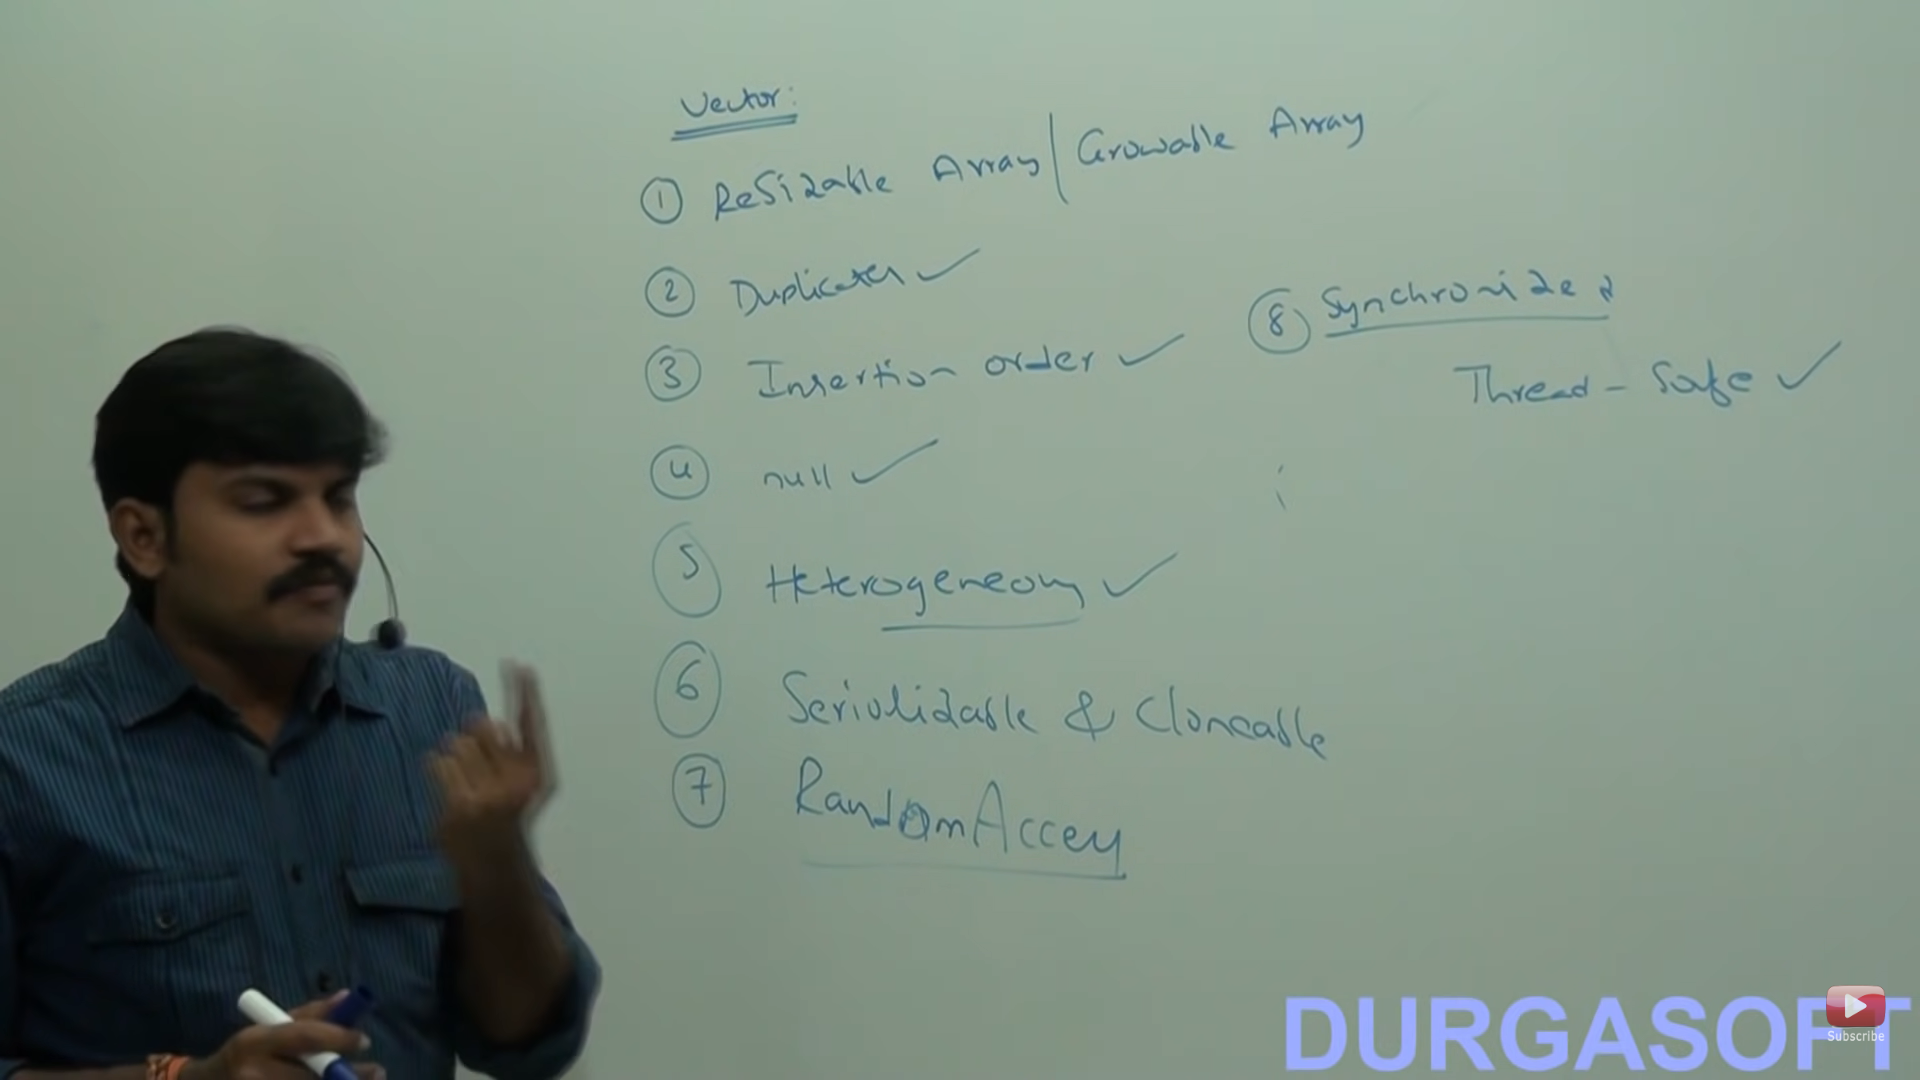 Vector:
① ReSizable Array | Growable Array
② Duplicates ✓
③ Insertion order ✓
④ null ✓
⑤ Heterogeneous ✓
⑥ Serializable & Cloneable
⑦ RandomAccess
⑧ Synchronized
Thread-Safe ✓
DURGASOFT
Subscribe